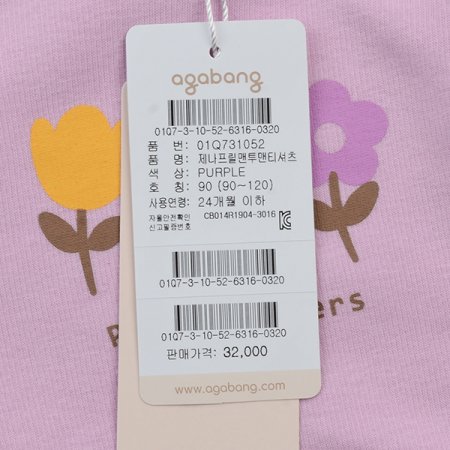 agabang
01Q7-3-10-52-6316-0320
품 번: 01Q731052
품 명: 제나프릴맨투맨티셔츠
색 상: PURPLE
호 칭: 90 (90~120)
사용연령: 24개월 이하
자율안전확인 CB014R1904-3016
신고필증번호
01Q7-3-10-52-6316-0320
01Q7-3-10-52-6316-0320
판매가격: 32,000
www.agabang.com
P
ers